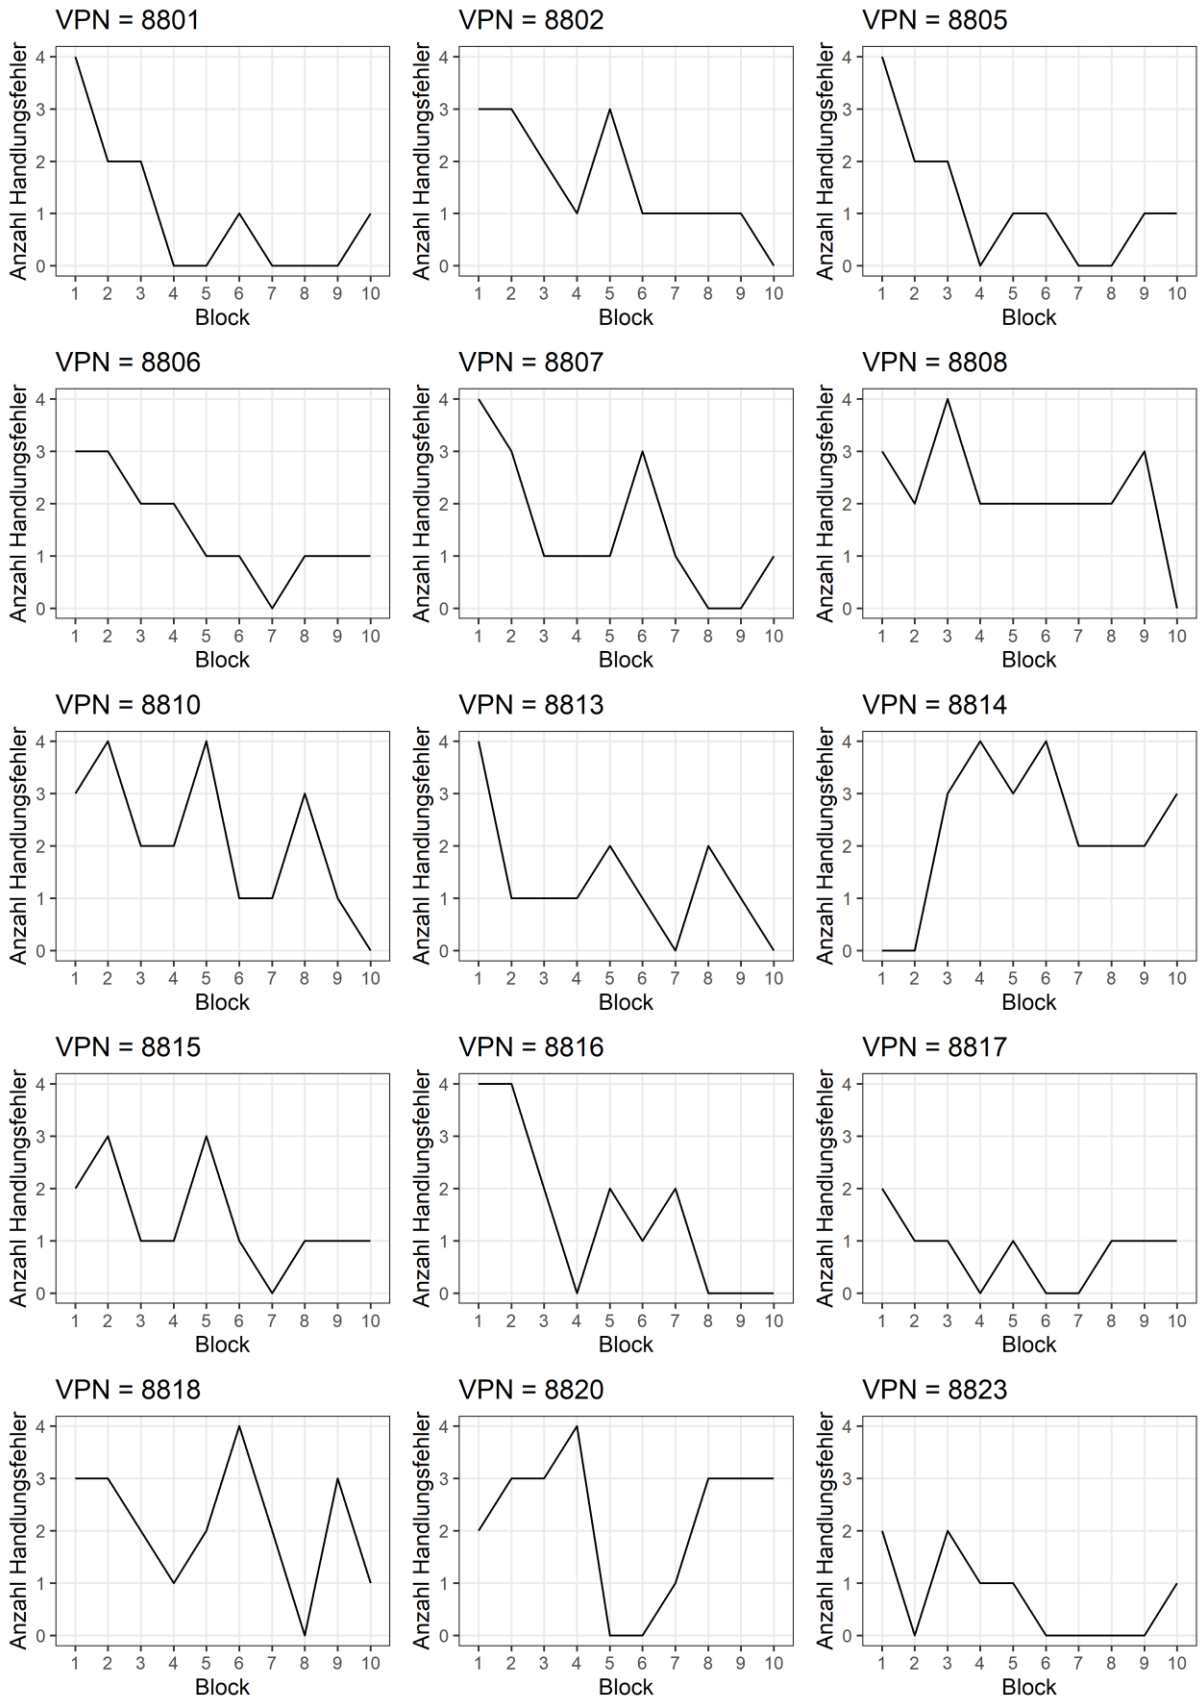 VPN = 8801
Anzahl Handlungsfehler
4
3
2
1
0
1 2 3 4 5 6 7 8 9 10
Block
VPN = 8802
Anzahl Handlungsfehler
4
3
2
1
0
1 2 3 4 5 6 7 8 9 10
Block
VPN = 8805
Anzahl Handlungsfehler
4
3
2
1
0
1 2 3 4 5 6 7 8 9 10
Block
VPN = 8806
Anzahl Handlungsfehler
4
3
2
1
0
1 2 3 4 5 6 7 8 9 10
Block
VPN = 8807
Anzahl Handlungsfehler
4
3
2
1
0
1 2 3 4 5 6 7 8 9 10
Block
VPN = 8808
Anzahl Handlungsfehler
4
3
2
1
0
1 2 3 4 5 6 7 8 9 10
Block
VPN = 8810
Anzahl Handlungsfehler
4
3
2
1
0
1 2 3 4 5 6 7 8 9 10
Block
VPN = 8813
Anzahl Handlungsfehler
4
3
2
1
0
1 2 3 4 5 6 7 8 9 10
Block
VPN = 8814
Anzahl Handlungsfehler
4
3
2
1
0
1 2 3 4 5 6 7 8 9 10
Block
VPN = 8815
Anzahl Handlungsfehler
4
3
2
1
0
1 2 3 4 5 6 7 8 9 10
Block
VPN = 8816
Anzahl Handlungsfehler
4
3
2
1
0
1 2 3 4 5 6 7 8 9 10
Block
VPN = 8817
Anzahl Handlungsfehler
4
3
2
1
0
1 2 3 4 5 6 7 8 9 10
Block
VPN = 8818
Anzahl Handlungsfehler
4
3
2
1
0
1 2 3 4 5 6 7 8 9 10
Block
VPN = 8820
Anzahl Handlungsfehler
4
3
2
1
0
1 2 3 4 5 6 7 8 9 10
Block
VPN = 8823
Anzahl Handlungsfehler
4
3
2
1
0
1 2 3 4 5 6 7 8 9 10
Block